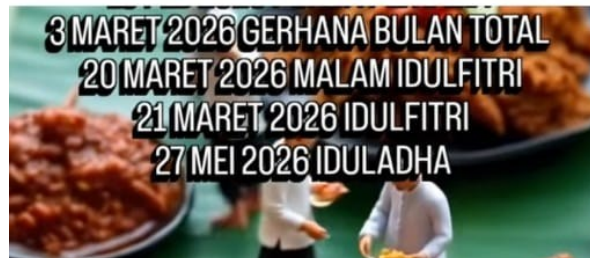 3 MARET 2026 GERHANA BULAN TOTAL
20 MARET 2026 MALAM IDULFITRI
21 MARET 2026 IDULFITRI
27 MEI 2026 IDULADHA